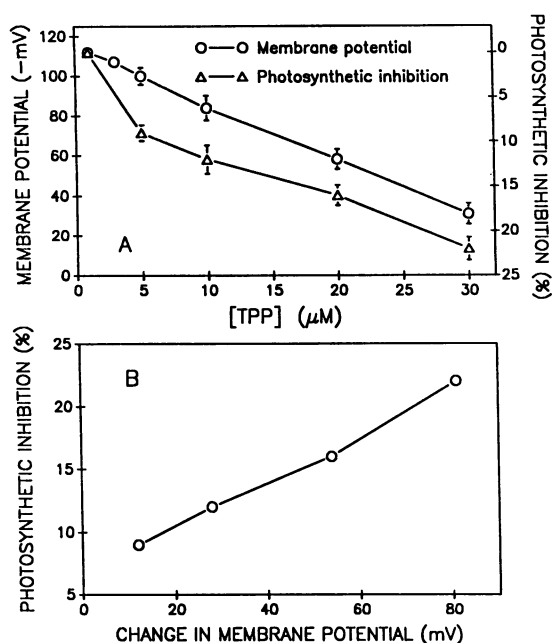 MEMBRANE POTENTIAL (−mV)
120
100
80
60
40
20
0
Membrane potential
Photosynthetic inhibition
A
PHOTOSYNTHETIC INHIBITION (%)
0
5
10
15
20
25
0 5 10 15 20 25 30
[TPP] (μM)
PHOTOSYNTHETIC INHIBITION (%)
25
20
15
10
5
B
0 20 40 60 80
CHANGE IN MEMBRANE POTENTIAL (mV)